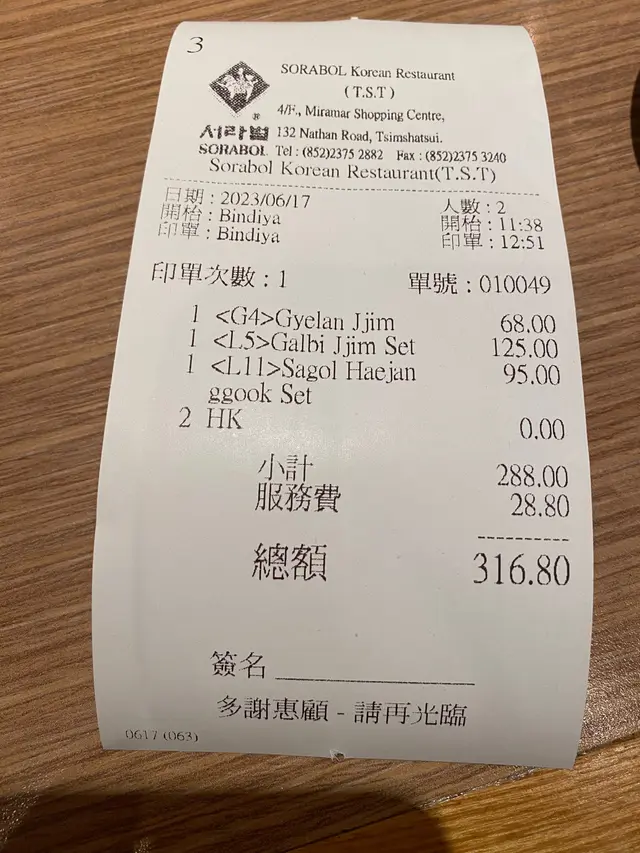 3
SORABOL Korean Restaurant
(T.S.T)
4/F., Miramar Shopping Centre,
서라벌 132 Nathan Road, Tsimshatsui.
SORABOL Tel : (852)2375 2882 Fax : (852)2375 3240
Sorabol Korean Restaurant(T.S.T)
日期 : 2023/06/17 人數 : 2
開枱 : Bindiya 開枱 : 11:38
印單 : Bindiya 印單 : 12:51
印單次數 : 1 單號 : 010049
1 <G4>Gyelan Jjim 68.00
1 <L5>Galbi Jjim Set 125.00
1 <L11>Sagol Haejan 95.00
ggook Set
2 HK 0.00
小計 288.00
服務費 28.80
總額 316.80
簽名
多謝惠顧 - 請再光臨
0617 (063)